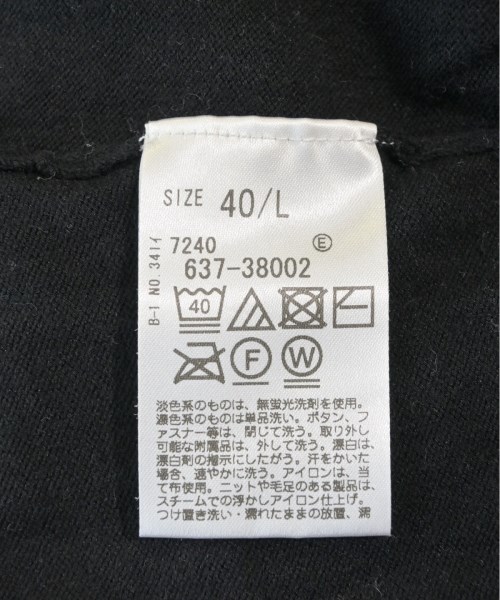 SIZE 40/L
7240 Ⓔ
637-38002
B-1 NO.341イ
40
F W
淡色系のものは、無蛍光洗剤を使用。
濃色系のものは単品洗い。ボタン、フ
ァスナー等は、閉じて洗う。取り外し
可能な附属品は、外して洗う。漂白は、
漂白剤の指示にしたがう。汗をかいた
場合、速やかに洗う。アイロンは、当
て布使用。ニットや毛足のある製品は、
スチームでの浮かしアイロン仕上げ。
つけ置き洗い・濡れたままの放置、濡